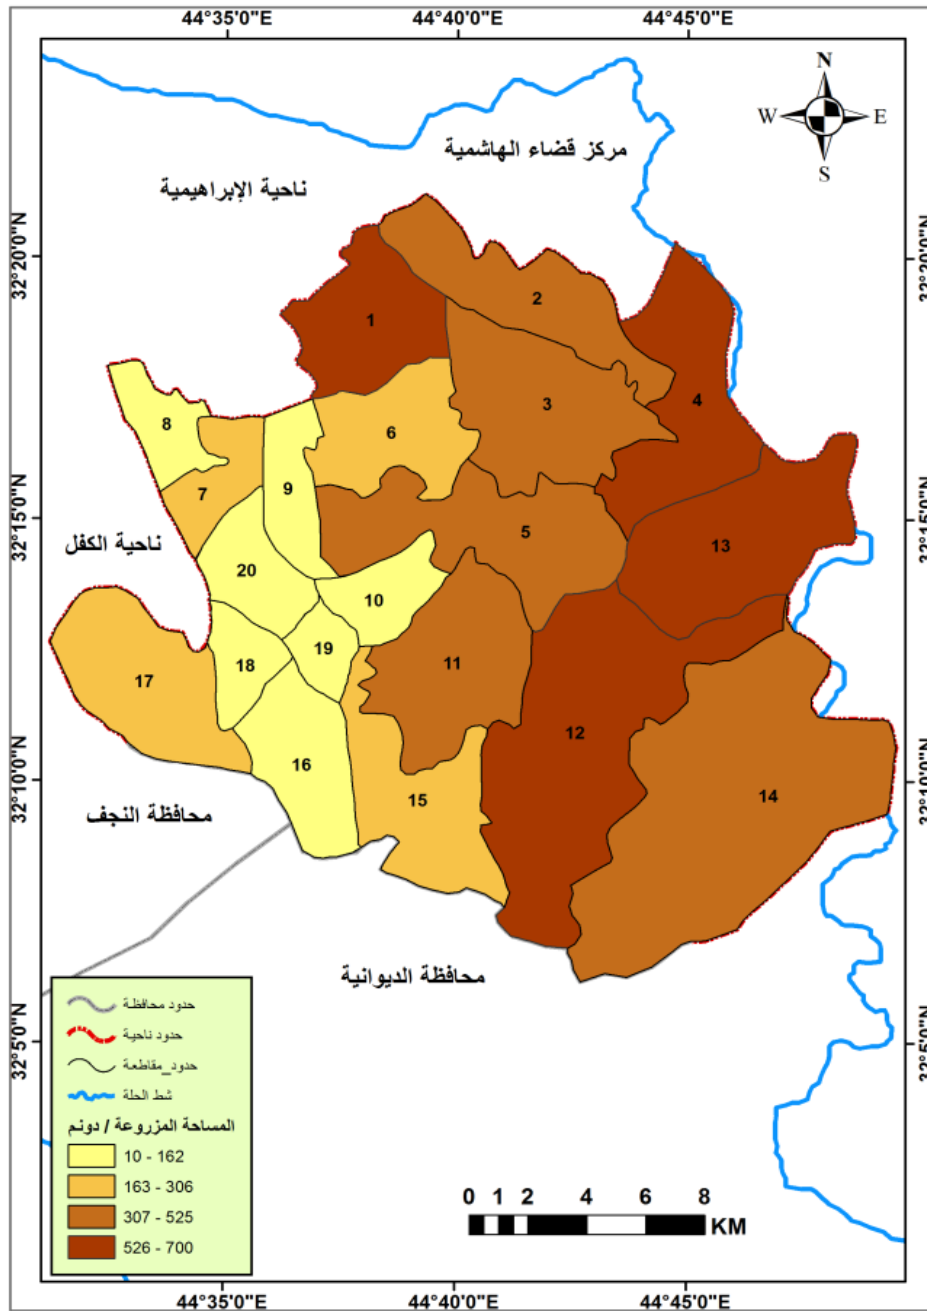 44°35'0"E 44°40'0"E 44°45'0"E
N
W E
S
مركز قضاء الهاشمية
ناحية الإبراهيمية
32°20'0"N 32°20'0"N
2
1
3
4
8
6
7
9
32°15'0"N 32°15'0"N
ناحية الكفل
5
13
20
10
19
18
11
17
12
16
32°10'0"N 32°10'0"N
14
15
محافظة النجف
محافظة الديوانية
حدود محافظة
حدود ناحية
حدود_مقاطعة
شط الحلة
32°5'0"N 32°5'0"N
المساحة المزروعة / دونم
10 - 162
163 - 306
307 - 525
526 - 700
0 1 2 4 6 8
KM
44°35'0"E 44°40'0"E 44°45'0"E